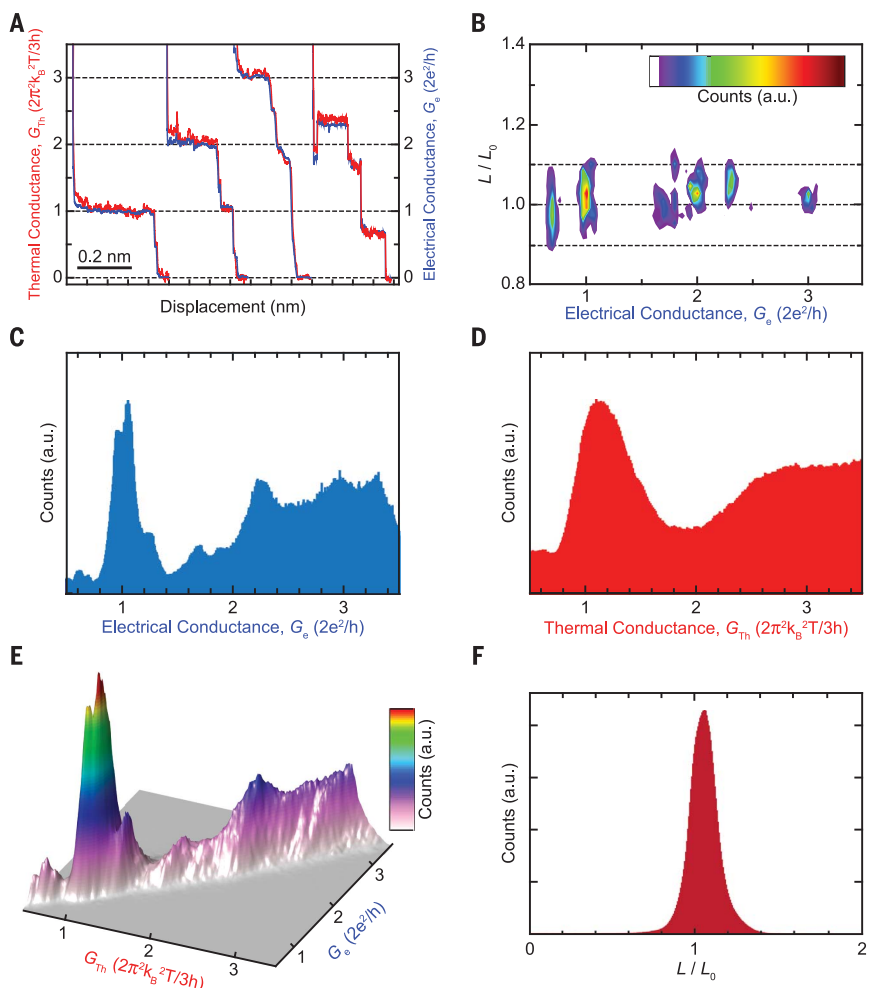 A
Thermal Conductance, G_Th (2π²k_B²T/3h)
3
2
1
0
0.2 nm
3
2
1
0
Electrical Conductance, G_e (2e²/h)
Displacement (nm)
B
L / L₀
1.4
1.2
1.0
0.8
Counts (a.u.)
1 2 3
Electrical Conductance, G_e (2e²/h)
C
Counts (a.u.)
1 2 3
Electrical Conductance, G_e (2e²/h)
D
Counts (a.u.)
1 2 3
Thermal Conductance, G_Th (2π²k_B²T/3h)
E
Counts (a.u.)
1 2 3
G_Th (2π²k_B²T/3h)
1 2 3
G_e (2e²/h)
F
Counts (a.u.)
0 1 2
L / L₀